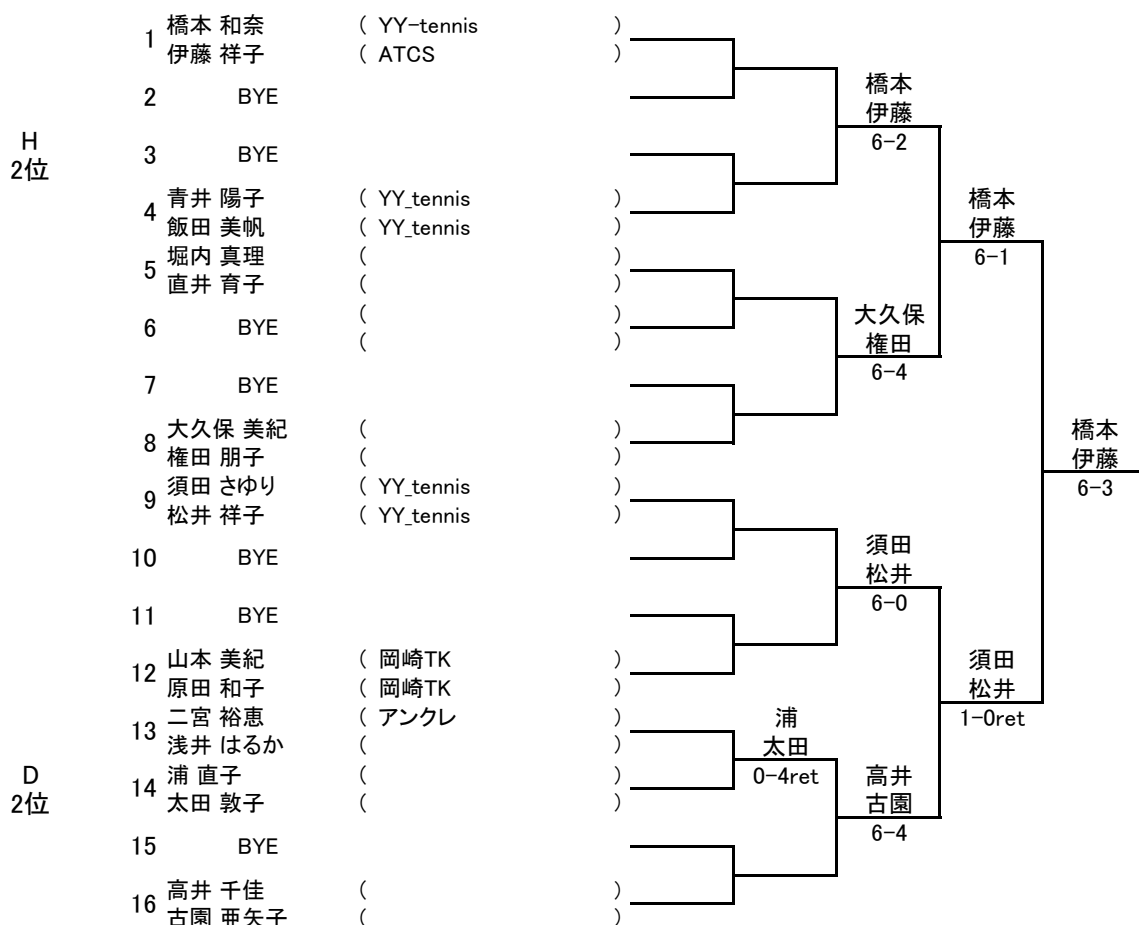 1 橋本 和奈 ( YY-tennis )
伊藤 祥子 ( ATCS )
2 BYE
橋本
伊藤
6-2
H
2位
3 BYE
4 青井 陽子 ( YY_tennis )
飯田 美帆 ( YY_tennis )
橋本
伊藤
6-1
5 堀内 真理 ( )
直井 育子 ( )
6 BYE ( )
( )
大久保
権田
6-4
7 BYE
8 大久保 美紀 ( )
権田 朋子 ( )
橋本
伊藤
6-3
9 須田 さゆり ( YY_tennis )
松井 祥子 ( YY_tennis )
10 BYE
須田
松井
6-0
11 BYE
12 山本 美紀 ( 岡崎TK )
原田 和子 ( 岡崎TK )
須田
松井
1-0ret
13 二宮 裕恵 ( アンクレ )
浅井 はるか ( )
浦
太田
0-4ret
D
2位
14 浦 直子 ( )
太田 敦子 ( )
高井
古園
6-4
15 BYE
16 高井 千佳 ( )
古園 亜矢子 ( )